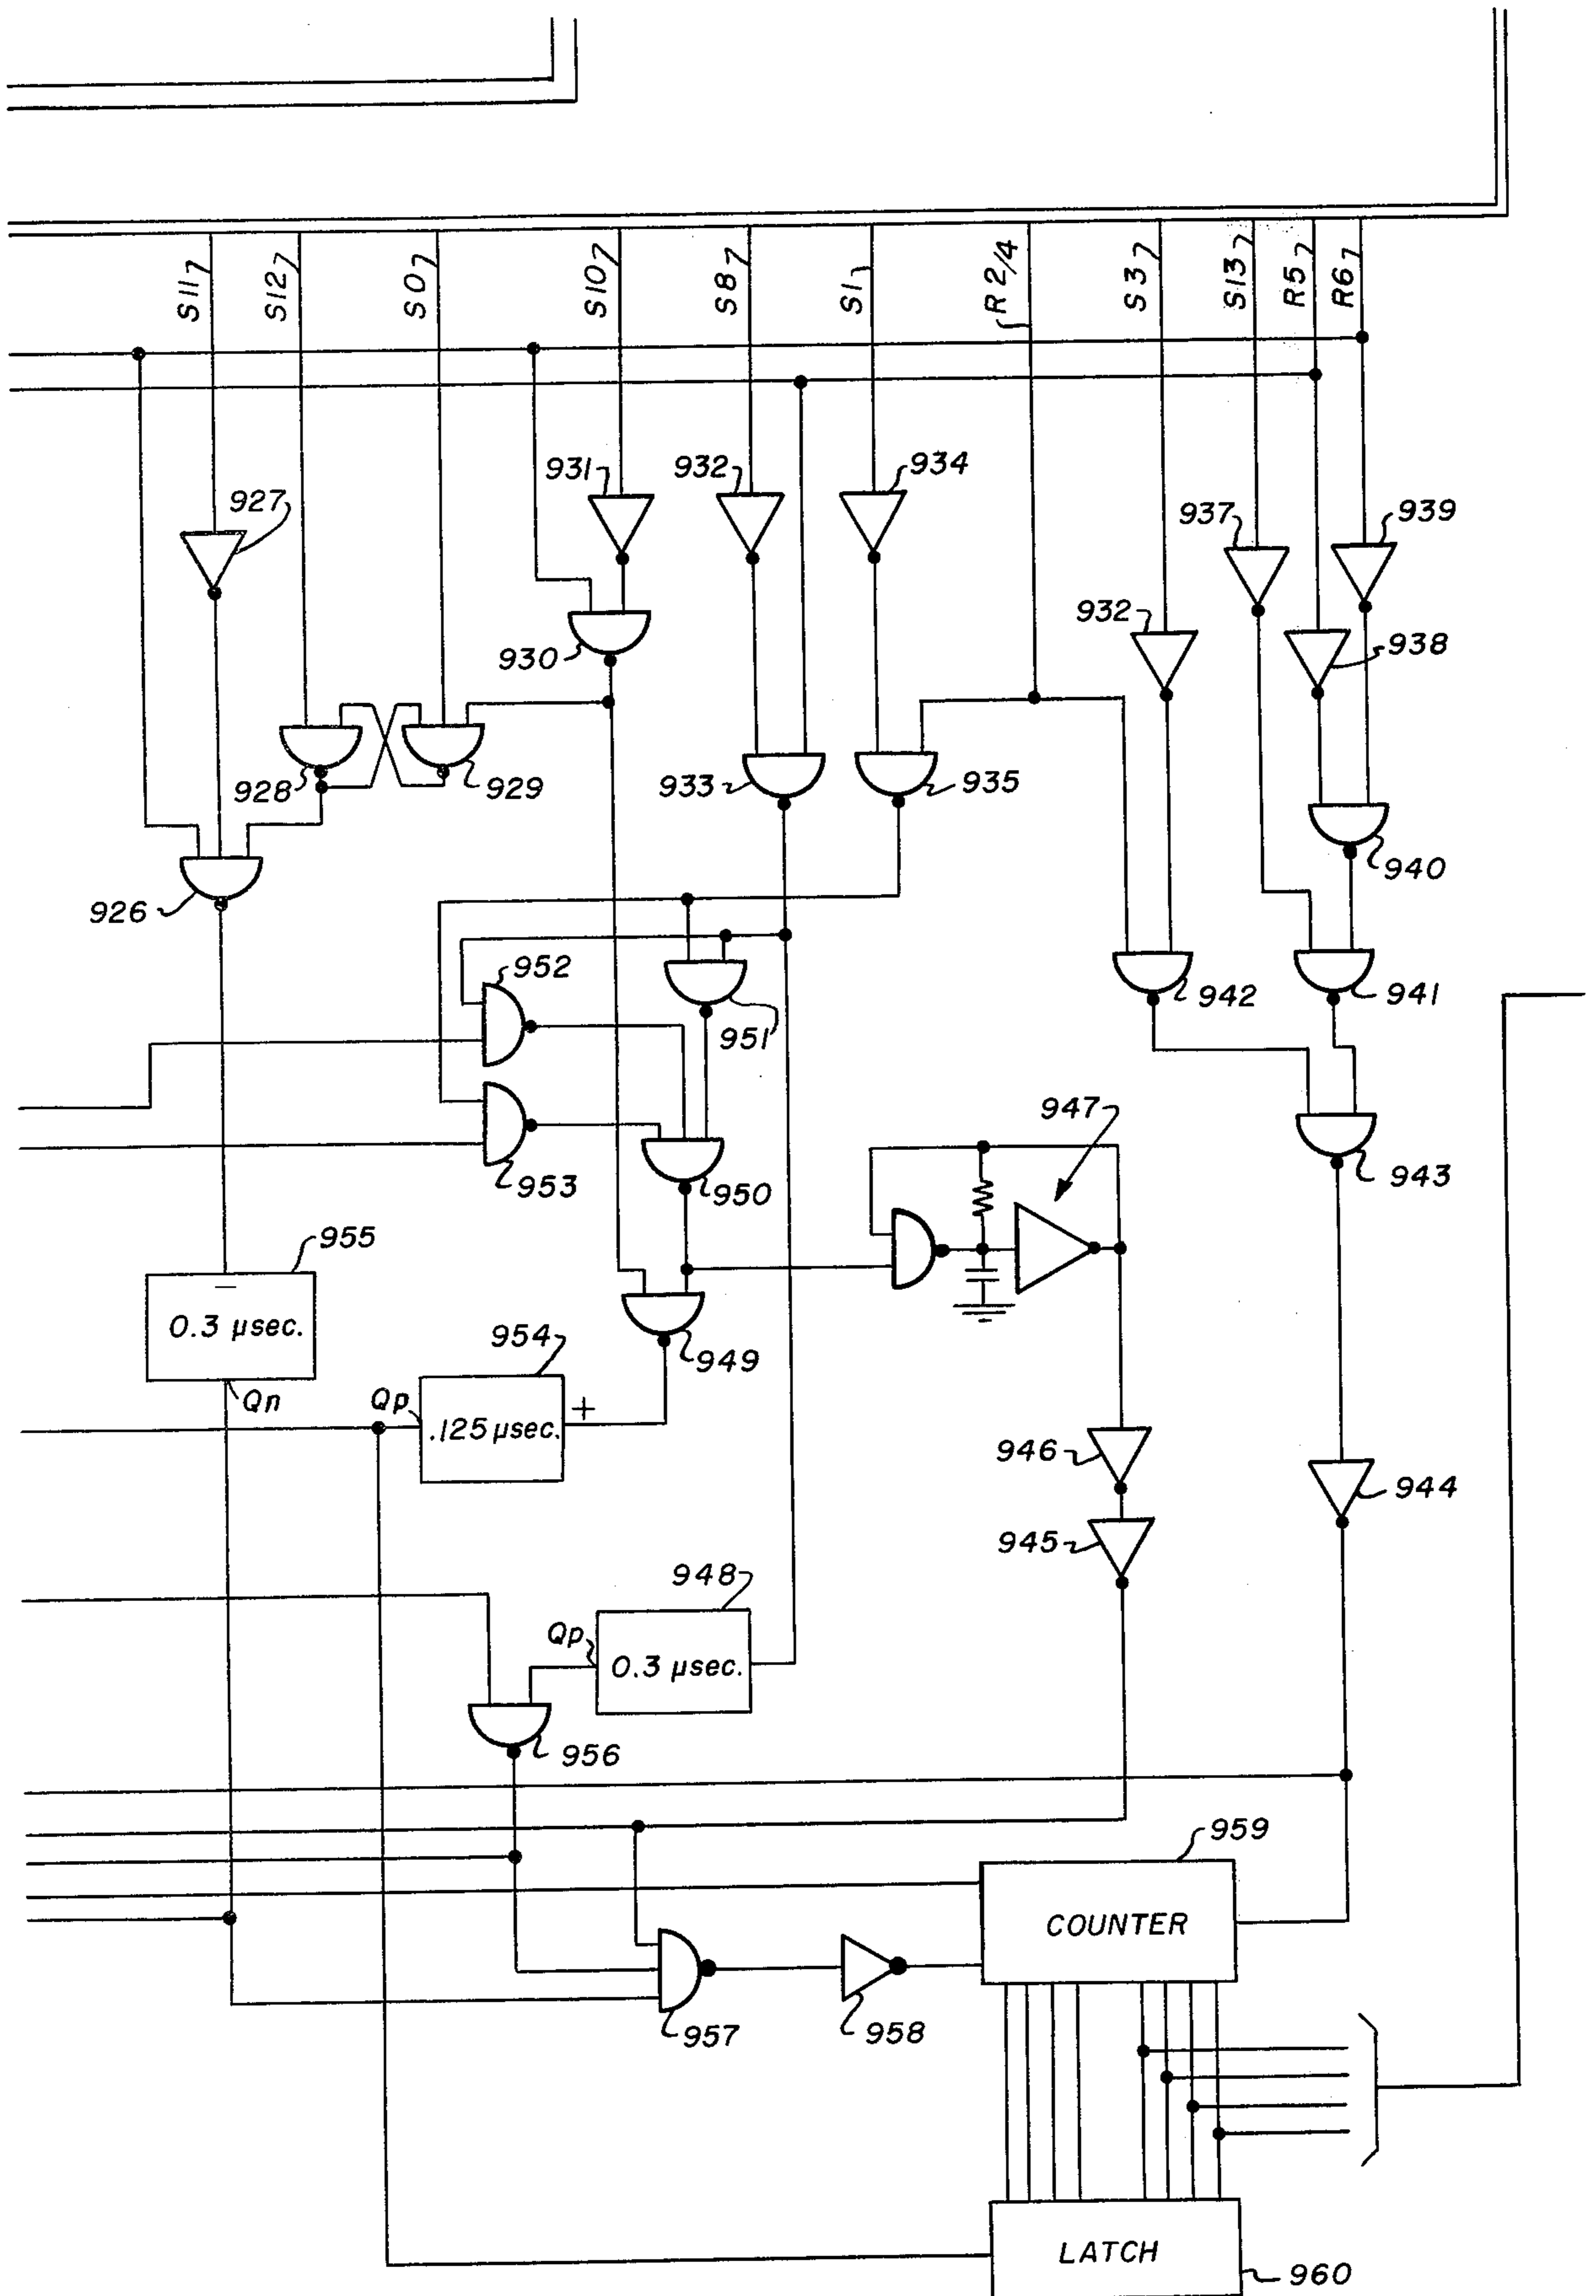 S11
S12
S0
S10
S8
S1
R 2/4
S3
S13
R5
R6
931
932
934
927
937
939
932
938
930
928
929
933
935
940
926
952
942
941
951
947
953
950
943
955
0.3 µsec.
954
949
Qn
Qp
.125 µsec.
+
946
944
945
948
Qp
0.3 µsec.
956
959
COUNTER
957
958
LATCH
960